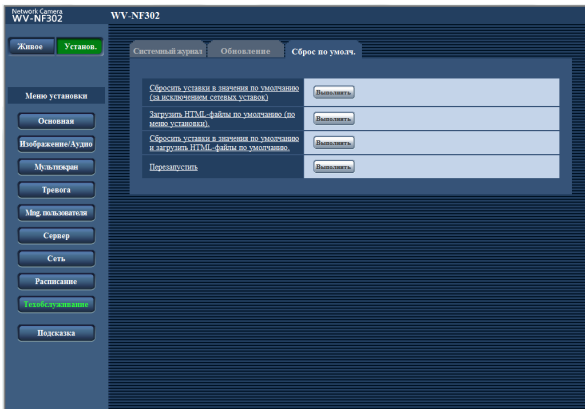 Network Camera
WV-NF302
WV-NF302
Живое
Установ.
Системный журнал
Обновление
Сброс по умолч.
Меню установки
Основная
Изображение/Аудио
Мультиэкран
Тревога
Mng. пользователя
Сервер
Сеть
Расписание
Техобслуживание
Подсказка
Сбросить уставки в значения по умолчанию
(за исключением сетевых уставок)
Выполнить
Загрузить HTML-файлы по умолчанию (по
меню установки).
Выполнить
Сбросить уставки в значения по умолчанию
и загрузить HTML-файлы по умолчанию.
Выполнить
Перезапустить
Выполнить